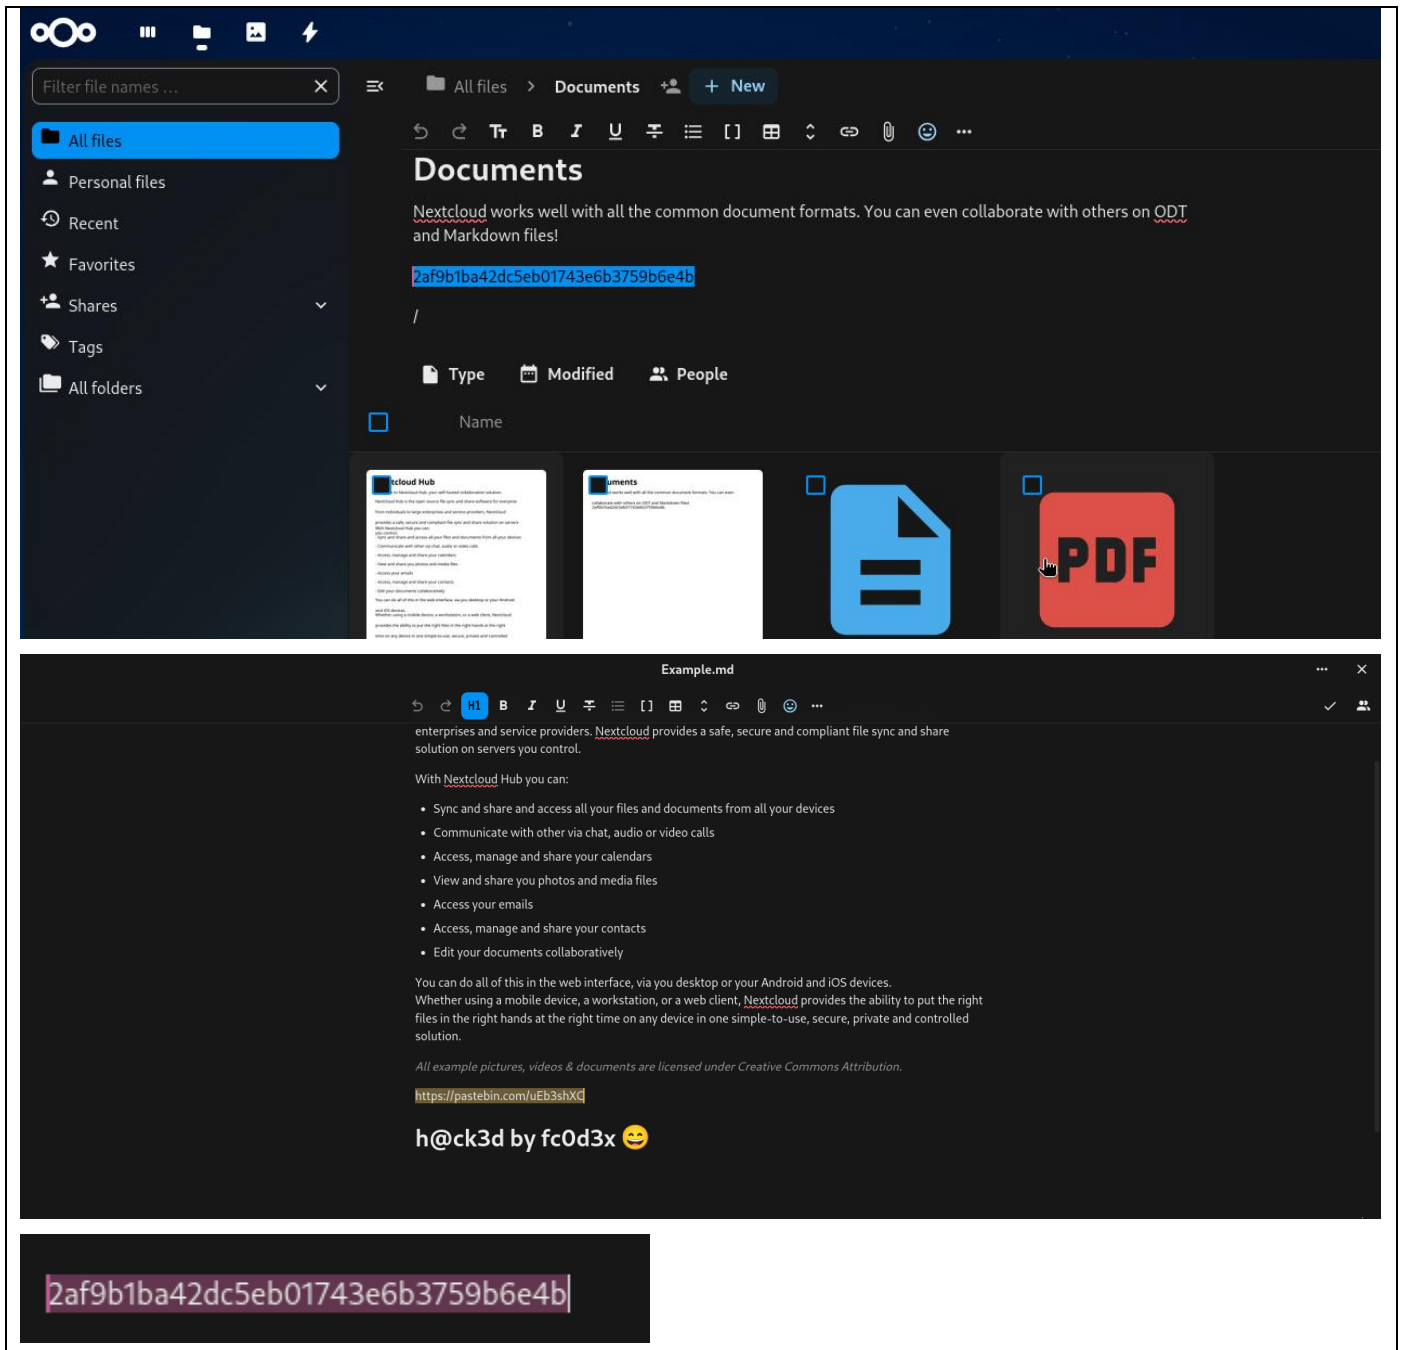 Filter file names ...
All files > Documents + New
All files
Personal files
Recent
Favorites
Shares
Tags
All folders
Tт B I U
Documents
Nextcloud works well with all the common document formats. You can even collaborate with others on ODT
and Markdown files!
2af9b1ba42dc5eb01743e6b3759b6e4b
/
Type Modified People
Name
tcloud Hub
uments
PDF
Example.md
H1 B I U
enterprises and service providers. Nextcloud provides a safe, secure and compliant file sync and share
solution on servers you control.
With Nextcloud Hub you can:
• Sync and share and access all your files and documents from all your devices
• Communicate with other via chat, audio or video calls
• Access, manage and share your calendars
• View and share you photos and media files
• Access your emails
• Access, manage and share your contacts
• Edit your documents collaboratively
You can do all of this in the web interface, via you desktop or your Android and iOS devices.
Whether using a mobile device, a workstation, or a web client, Nextcloud provides the ability to put the right
files in the right hands at the right time on any device in one simple-to-use, secure, private and controlled
solution.
All example pictures, videos & documents are licensed under Creative Commons Attribution.
https://pastebin.com/uEb3shXC
h@ck3d by fc0d3x 😄
2af9b1ba42dc5eb01743e6b3759b6e4b